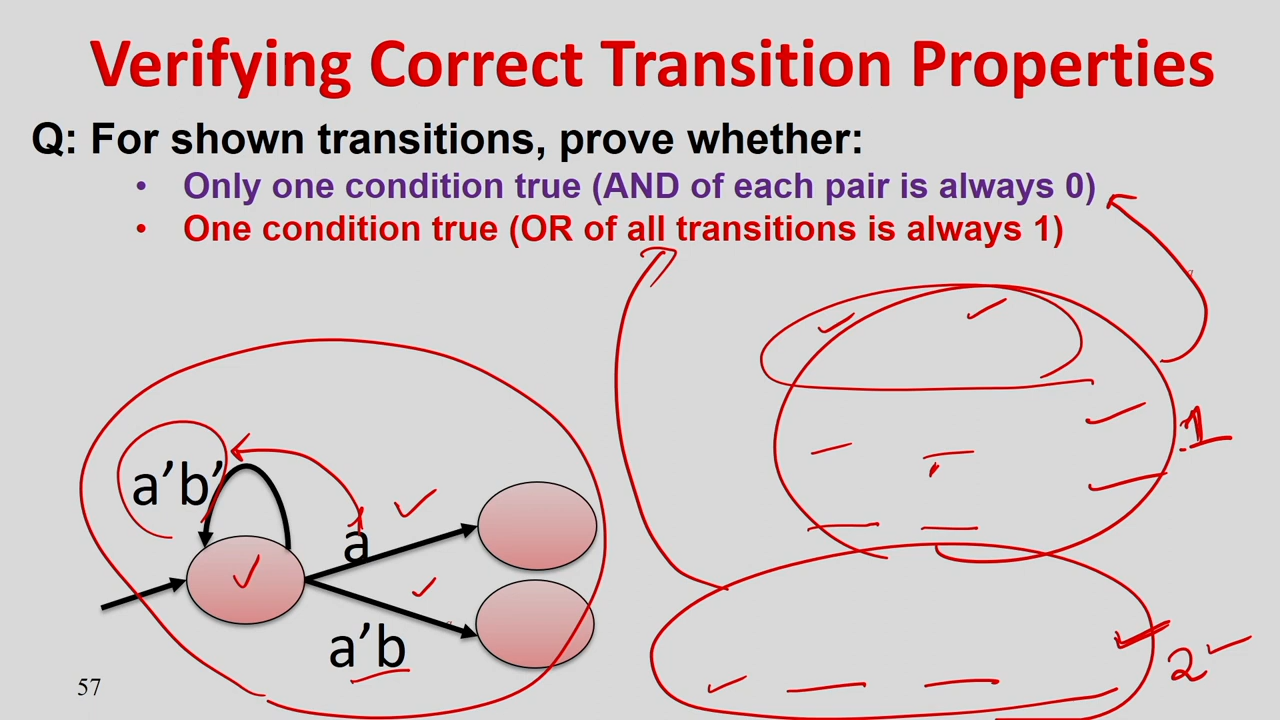 Verifying Correct Transition Properties
Q: For shown transitions, prove whether:
• Only one condition true (AND of each pair is always 0)
• One condition true (OR of all transitions is always 1)
1
a’b’
a
a’b
2
57